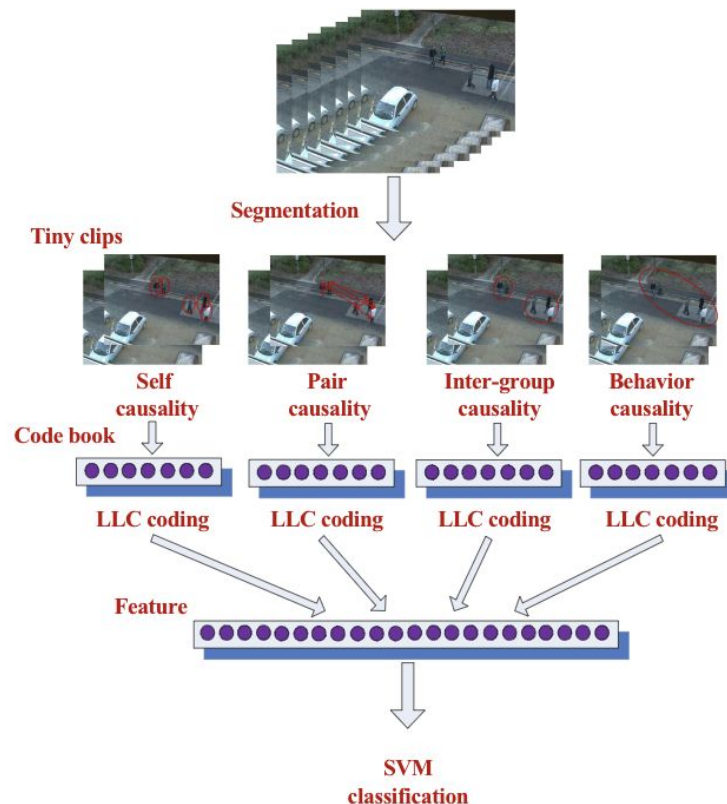 Segmentation
Tiny clips
Self
causality
Pair
causality
Inter-group
causality
Behavior
causality
Code book
LLC coding
LLC coding
LLC coding
LLC coding
Feature
SVM
classification